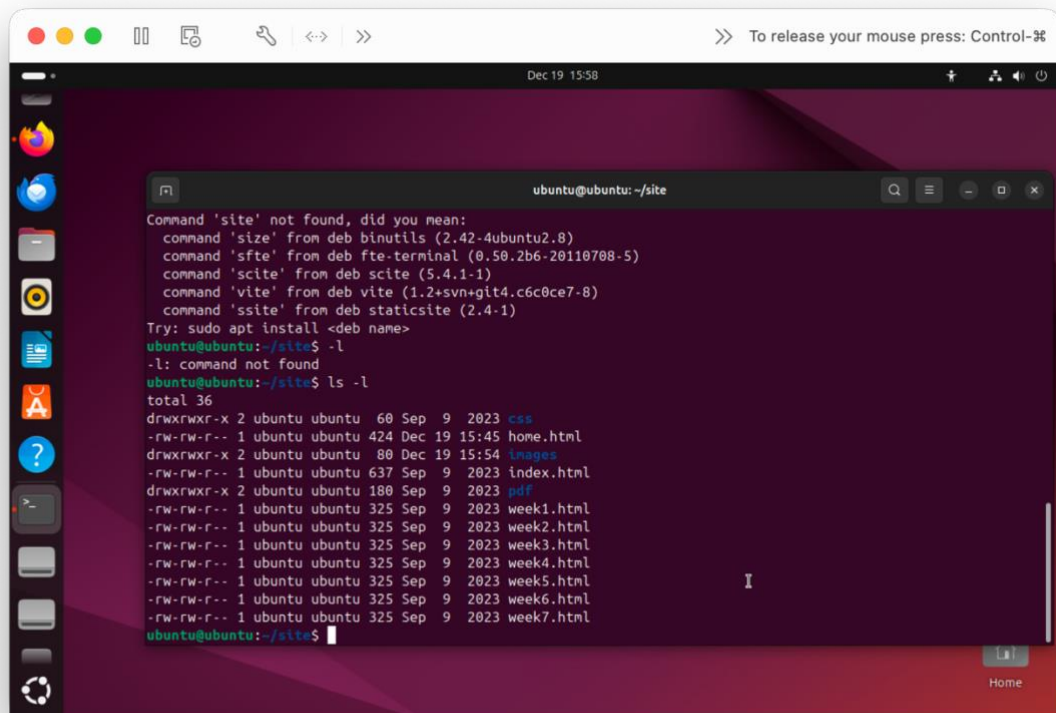 To release your mouse press: Control-⌘
Dec 19 15:58
ubuntu@ubuntu: ~/site
Command 'site' not found, did you mean:
  command 'size' from deb binutils (2.42-4ubuntu2.8)
  command 'sfte' from deb fte-terminal (0.50.2b6-20110708-5)
  command 'scite' from deb scite (5.4.1-1)
  command 'vite' from deb vite (1.2+svn+git4.c6c0ce7-8)
  command 'ssite' from deb staticsite (2.4-1)
Try: sudo apt install <deb name>
ubuntu@ubuntu:~/site$ -l
-l: command not found
ubuntu@ubuntu:~/site$ ls -l
total 36
drwxrwxr-x 2 ubuntu ubuntu  60 Sep  9  2023 css
-rw-rw-r-- 1 ubuntu ubuntu 424 Dec 19 15:45 home.html
drwxrwxr-x 2 ubuntu ubuntu  80 Dec 19 15:54 images
-rw-rw-r-- 1 ubuntu ubuntu 637 Sep  9  2023 index.html
drwxrwxr-x 2 ubuntu ubuntu 180 Sep  9  2023 pdf
-rw-rw-r-- 1 ubuntu ubuntu 325 Sep  9  2023 week1.html
-rw-rw-r-- 1 ubuntu ubuntu 325 Sep  9  2023 week2.html
-rw-rw-r-- 1 ubuntu ubuntu 325 Sep  9  2023 week3.html
-rw-rw-r-- 1 ubuntu ubuntu 325 Sep  9  2023 week4.html
-rw-rw-r-- 1 ubuntu ubuntu 325 Sep  9  2023 week5.html
-rw-rw-r-- 1 ubuntu ubuntu 325 Sep  9  2023 week6.html
-rw-rw-r-- 1 ubuntu ubuntu 325 Sep  9  2023 week7.html
ubuntu@ubuntu:~/site$
Home